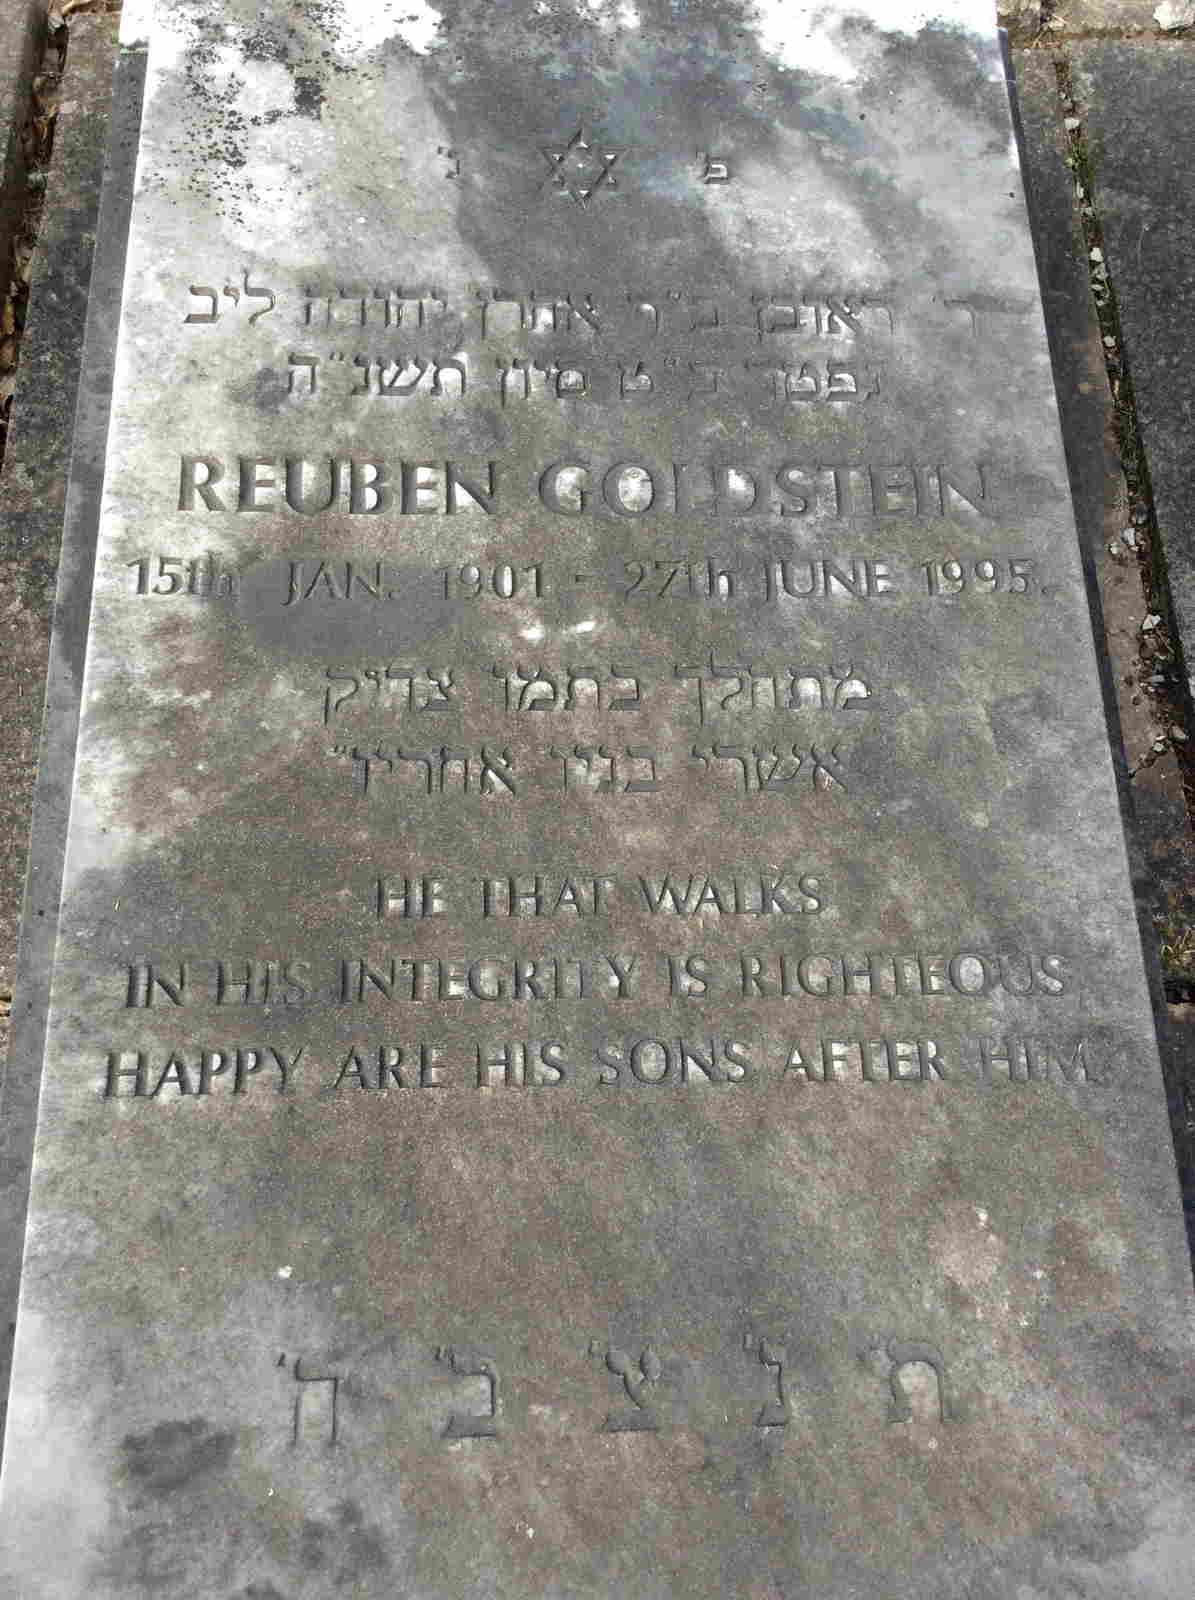 פ' נ'
ר' ראובן ב"ר אהרן יהודה ליב
נפטר כ"ט סיון תשנ"ה
REUBEN GOLDSTEIN
15th JAN. 1901 - 27th JUNE 1995.
מתהלך בתמו צדיק
אשרי בניו אחריו"
HE THAT WALKS
IN HIS INTEGRITY IS RIGHTEOUS
HAPPY ARE HIS SONS AFTER HIM
ת' נ' צ' ב' ה'